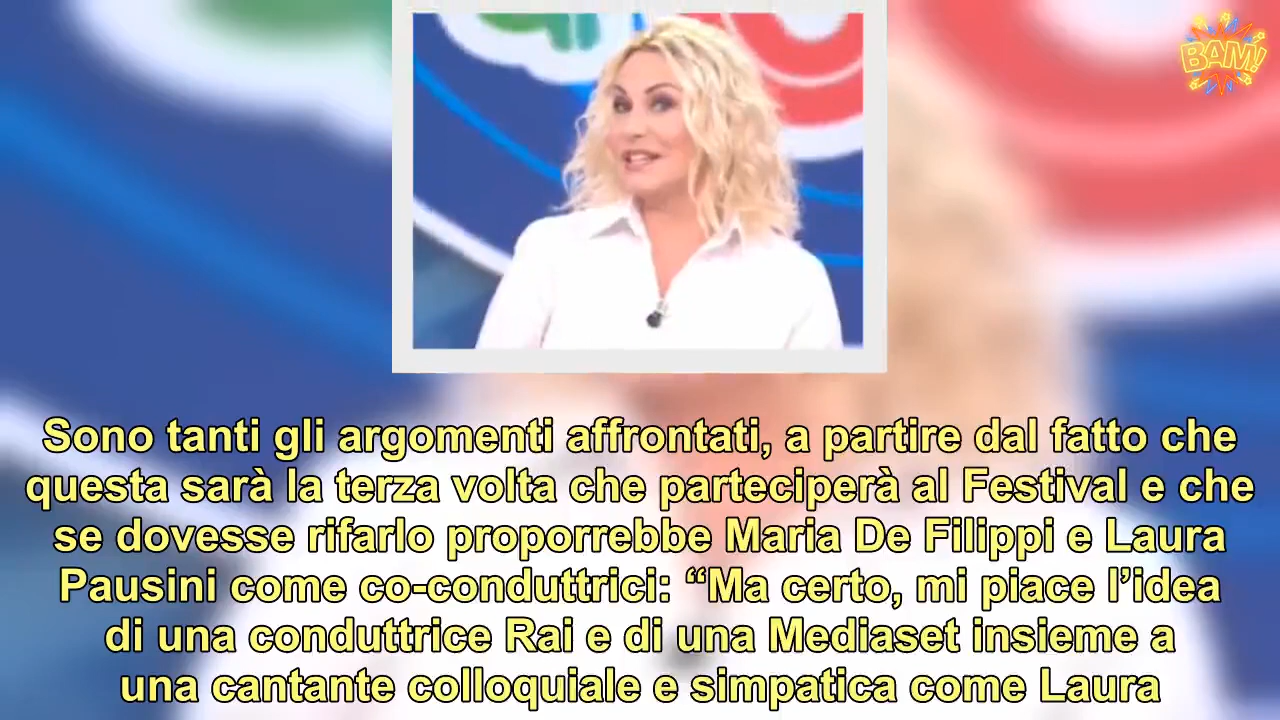 BAM!
Sono tanti gli argomenti affrontati, a partire dal fatto che
questa sarà la terza volta che parteciperà al Festival e che
se dovesse rifarlo proporrebbe Maria De Filippi e Laura
Pausini come co-conduttrici: “Ma certo, mi piace l’idea
di una conduttrice Rai e di una Mediaset insieme a
una cantante colloquiale e simpatica come Laura